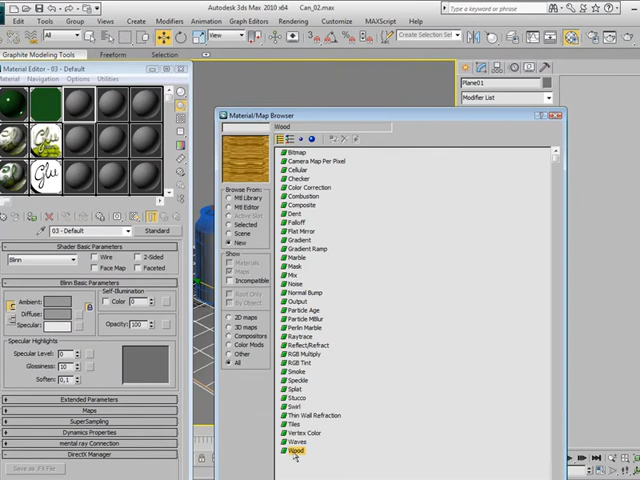 Autodesk 3ds Max 2010 x64 Can_02.max
Type a keyword or phrase
Edit Tools Group Views Create Modifiers Animation Graph Editors Rendering Customize MAXScript Help
All View Create Selection Se
Graphite Modeling Tools Freeform Selection
Material Editor - 03 - Default
Material Navigation Options Utilities
Plane01
Modifier List
Material/Map Browser
Wood
Browse From:
Mtl Library
Mtl Editor
Active Slot
Selected
Scene
New
Show
Materials
Maps
Incompatible
Root Only
By Object
2D maps
3D maps
Compositors
Color Mods
Other
All
Bitmap
Camera Map Per Pixel
Cellular
Checker
Color Correction
Combustion
Composite
Dent
Falloff
Flat Mirror
Gradient
Gradient Ramp
Marble
Mask
Mix
Noise
Normal Bump
Output
Particle Age
Particle MBlur
Perlin Marble
Raytrace
Reflect/Refract
RGB Multiply
RGB Tint
Smoke
Speckle
Splat
Stucco
Swirl
Thin Wall Refraction
Tiles
Vertex Color
Waves
Wood
03 - Default Standard
Shader Basic Parameters
Blinn
Wire 2-Sided
Face Map Faceted
Blinn Basic Parameters
Self-Illumination
Ambient: Color 0
Diffuse:
Specular: Opacity: 100
Specular Highlights
Specular Level: 0
Glossiness: 10
Soften: 0,1
Extended Parameters
Maps
SuperSampling
Dynamics Properties
mental ray Connection
DirectX Manager
Save as .FX File